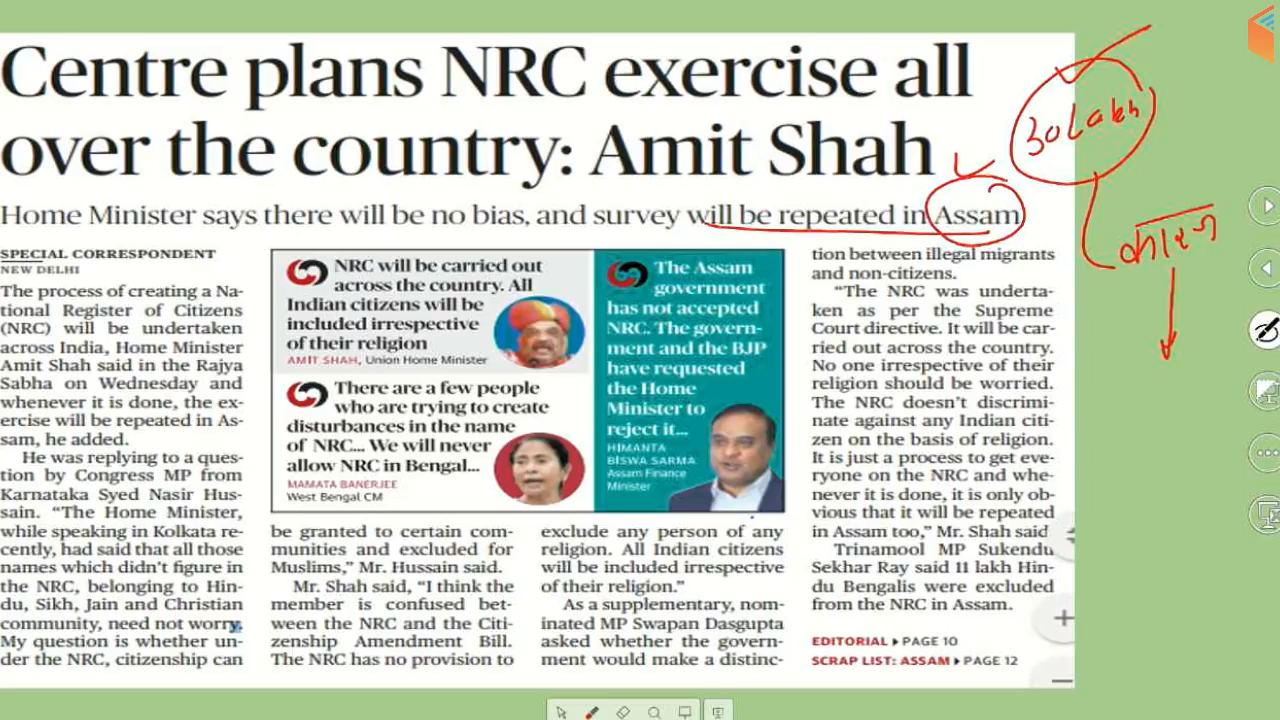 Centre plans NRC exercise all
over the country: Amit Shah
Home Minister says there will be no bias, and survey will be repeated in Assam
SPECIAL CORRESPONDENT
NEW DELHI
The process of creating a Na-
tional Register of Citizens
(NRC) will be undertaken
across India, Home Minister
Amit Shah said in the Rajya
Sabha on Wednesday and
whenever it is done, the ex-
ercise will be repeated in As-
sam, he added.
He was replying to a ques-
tion by Congress MP from
Karnataka Syed Nasir Hus-
sain. “The Home Minister,
while speaking in Kolkata re-
cently, had said that all those
names which didn’t figure in
the NRC, belonging to Hin-
du, Sikh, Jain and Christian
community, need not worry.
My question is whether un-
der the NRC, citizenship can
NRC will be carried out
across the country. All
Indian citizens will be
included irrespective
of their religion
AMIT SHAH, Union Home Minister
There are a few people
who are trying to create
disturbances in the name
of NRC... We will never
allow NRC in Bengal...
MAMATA BANERJEE
West Bengal CM
The Assam
government
has not accepted
NRC. The govern-
ment and the BJP
have requested
the Home
Minister to
reject it...
HIMANTA
BISWA SARMA
Assam Finance
Minister
be granted to certain com-
munities and excluded for
Muslims,” Mr. Hussain said.
Mr. Shah said, “I think the
member is confused bet-
ween the NRC and the Citi-
zenship Amendment Bill.
The NRC has no provision to
exclude any person of any
religion. All Indian citizens
will be included irrespective
of their religion.”
As a supplementary, nom-
inated MP Swapan Dasgupta
asked whether the govern-
ment would make a distinc-
tion between illegal migrants
and non-citizens.
“The NRC was underta-
ken as per the Supreme
Court directive. It will be car-
ried out across the country.
No one irrespective of their
religion should be worried.
The NRC doesn’t discrimi-
nate against any Indian citi-
zen on the basis of religion.
It is just a process to get eve-
ryone on the NRC and whe-
never it is done, it is only ob-
vious that it will be repeated
in Assam too,” Mr. Shah said.
Trinamool MP Sukendu
Sekhar Ray said 11 lakh Hin-
du Bengalis were excluded
from the NRC in Assam.
EDITORIAL PAGE 10
SCRAP LIST: ASSAM PAGE 12
30 Lakh